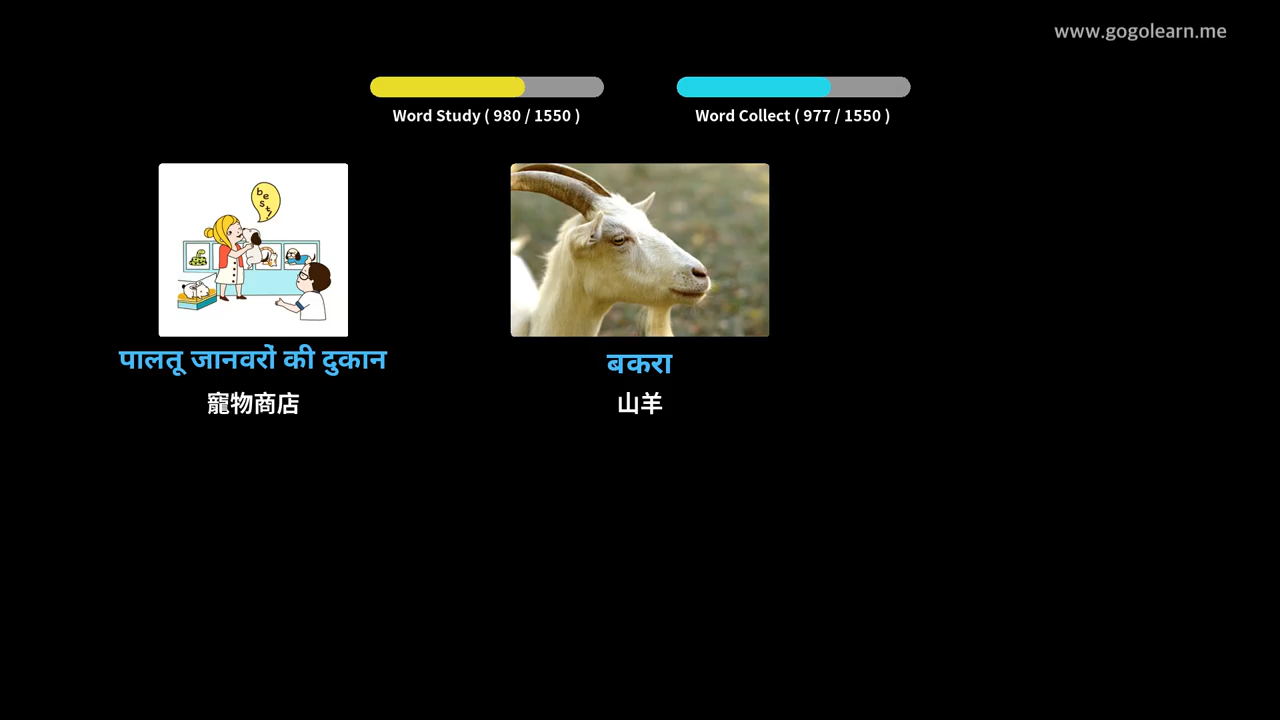 www.gogolearn.me
Word Study ( 980 / 1550 )
Word Collect ( 977 / 1550 )
best,
पालतू जानवरों की दुकान
寵物商店
बकरा
山羊